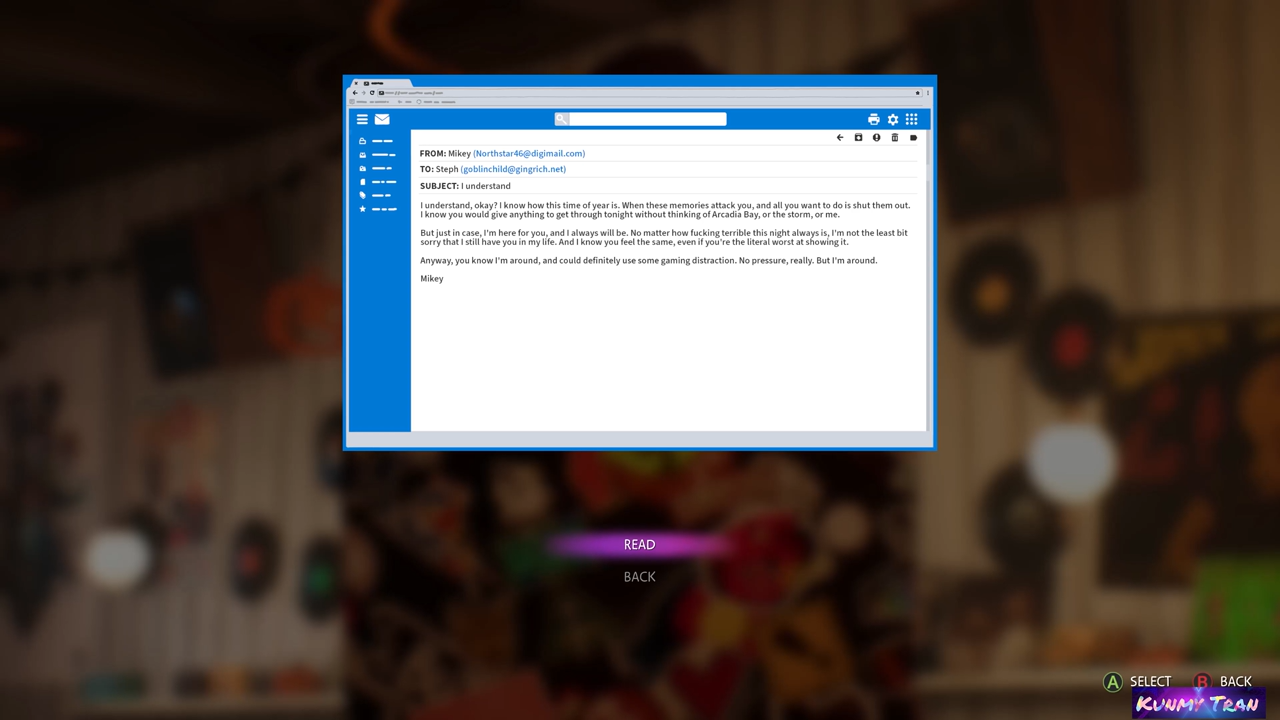 FROM: Mikey (Northstar46@digimail.com)
TO: Steph (goblinchild@gingrich.net)
SUBJECT: I understand
I understand, okay? I know how this time of year is. When these memories attack you, and all you want to do is shut them out.
I know you would give anything to get through tonight without thinking of Arcadia Bay, or the storm, or me.
But just in case, I'm here for you, and I always will be. No matter how fucking terrible this night always is, I'm not the least bit
sorry that I still have you in my life. And I know you feel the same, even if you're the literal worst at showing it.
Anyway, you know I'm around, and could definitely use some gaming distraction. No pressure, really. But I'm around.
Mikey
READ
BACK
A SELECT B BACK
KUNMY TRAN